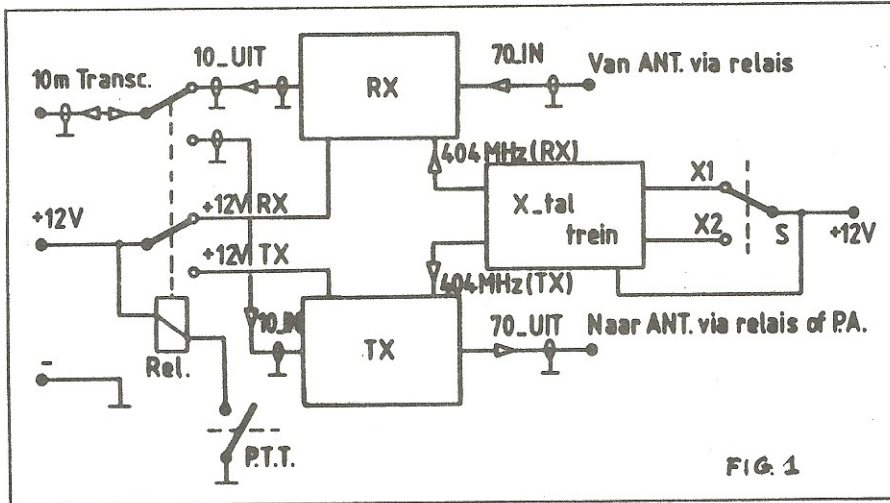 10_UIT
70_IN
10m Transc.
RX
Van ANT. via relais
404MHz(RX)
X1
+12V RX
X_tal
trein
+12V
X2
S
+12V
+12V TX
404MHz(TX)
10_IN
70_UIT
Naar ANT. via relais of P.A.
TX
-
Rel.
P.T.T.
FIG. 1